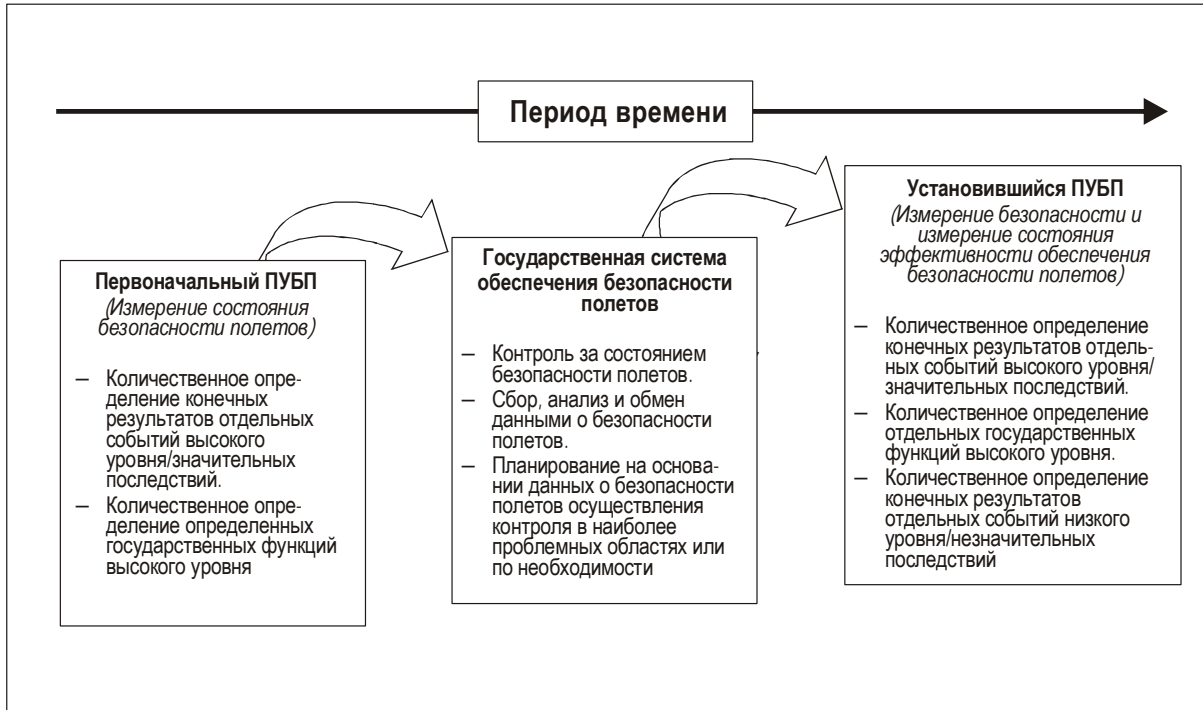 Период времени
Первоначальный ПУБП
(Измерение состояния
безопасности полетов)
– Количественное опре-
деление конечных
результатов отдельных
событий высокого
уровня/значительных
последствий.
– Количественное опре-
деление определенных
государственных функций
высокого уровня
Государственная система
обеспечения безопасности
полетов
– Контроль за состоянием
безопасности полетов.
– Сбор, анализ и обмен
данными о безопасности
полетов.
– Планирование на основа-
нии данных о безопасности
полетов осуществления
контроля в наиболее
проблемных областях или
по необходимости
Установившийся ПУБП
(Измерение безопасности и
измерение состояния
эффективности обеспечения
безопасности полетов)
– Количественное определение
конечных результатов отдель-
ных событий высокого уровня/
значительных последствий.
– Количественное определение
отдельных государственных
функций высокого уровня.
– Количественное определение
конечных результатов
отдельных событий низкого
уровня/незначительных
последствий